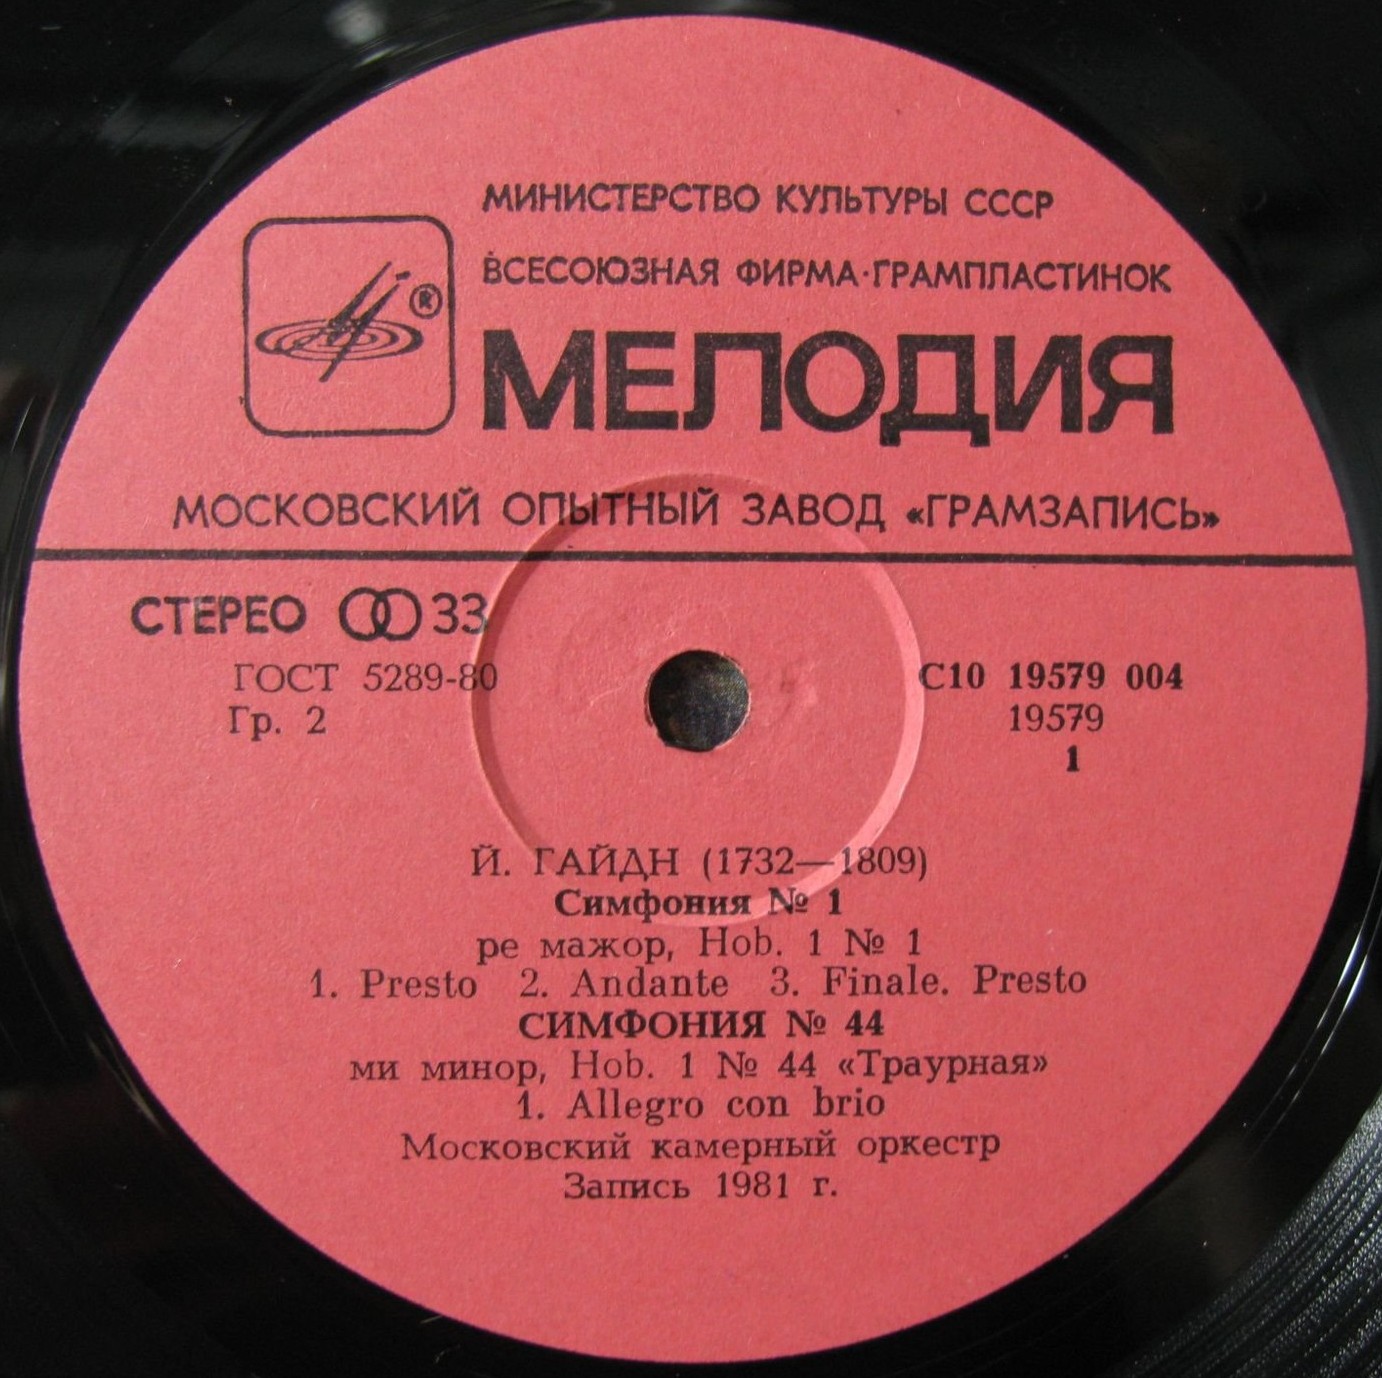 МИНИСТЕРСТВО КУЛЬТУРЫ СССР
ВСЕСОЮЗНАЯ ФИРМА·ГРАМПЛАСТИНОК
®
МЕЛОДИЯ
МОСКОВСКИЙ ОПЫТНЫЙ ЗАВОД «ГРАМЗАПИСЬ»
СТЕРЕО 33
ГОСТ 5289-80 С10 19579 004
Гр. 2 19579
1
Й. ГАЙДН (1732—1809)
Симфония № 1
ре мажор, Hob. 1 № 1
1. Presto 2. Andante 3. Finale. Presto
СИМФОНИЯ № 44
ми минор, Hob. 1 № 44 «Траурная»
1. Allegro con brio
Московский камерный оркестр
Запись 1981 г.